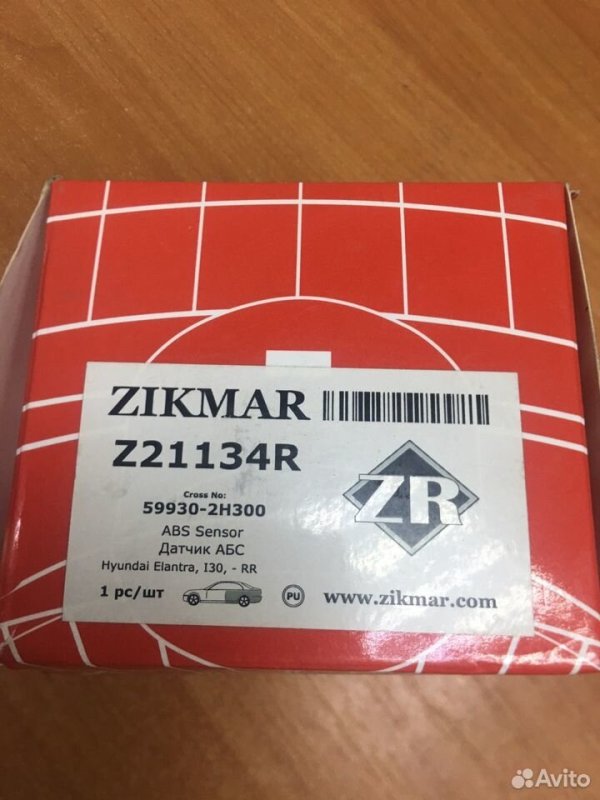 ZIKMAR
Z21134R
Cross No:
59930-2H300
ABS Sensor
Датчик АБС
Hyundai Elantra, I30, - RR
1 pc/шт
PU
www.zikmar.com
ZR
Avito